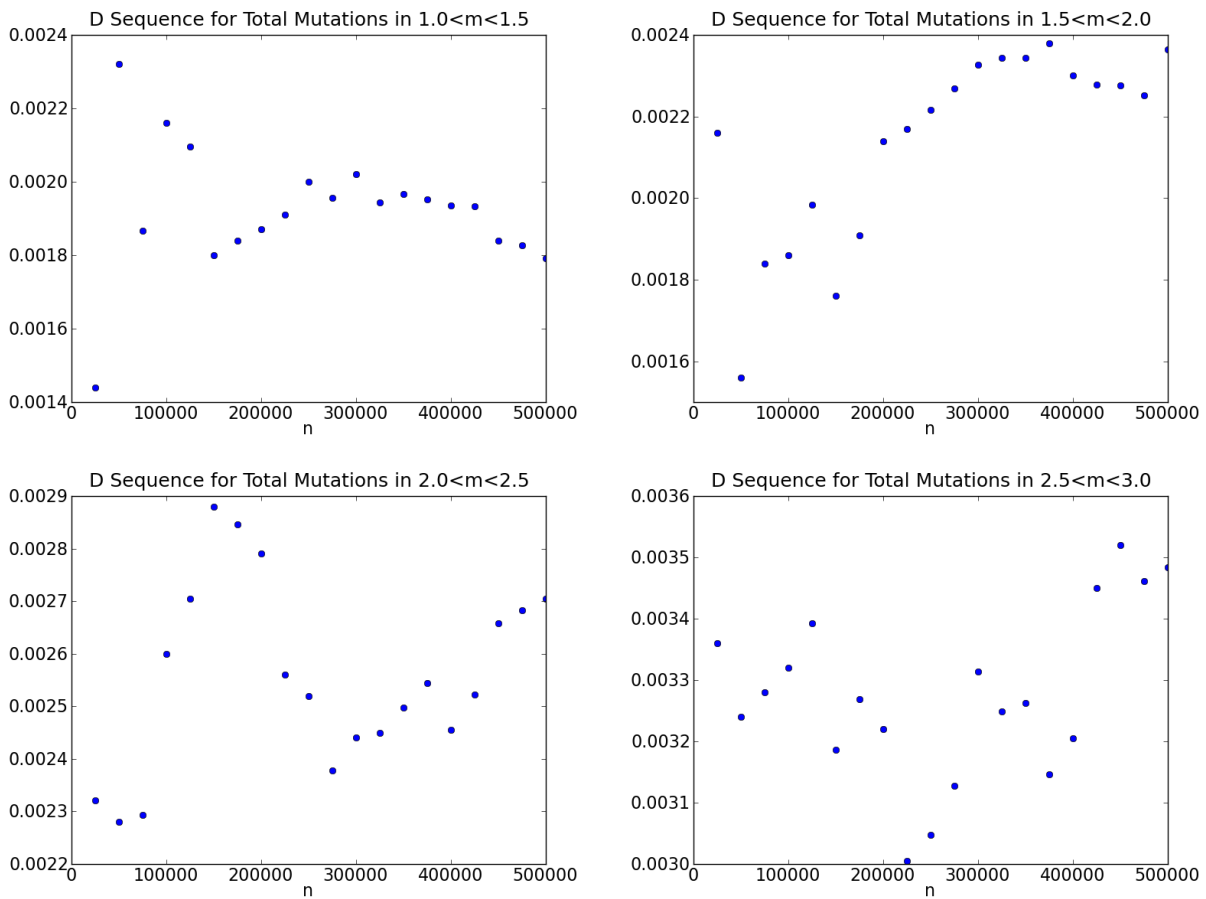 D Sequence for Total Mutations in 1.0<m<1.5
0.0024
0.0022
0.0020
0.0018
0.0016
0.0014
0 100000 200000 300000 400000 500000
n
D Sequence for Total Mutations in 1.5<m<2.0
0.0024
0.0022
0.0020
0.0018
0.0016
0 100000 200000 300000 400000 500000
n
D Sequence for Total Mutations in 2.0<m<2.5
0.0029
0.0028
0.0027
0.0026
0.0025
0.0024
0.0023
0.0022
0 100000 200000 300000 400000 500000
n
D Sequence for Total Mutations in 2.5<m<3.0
0.0036
0.0035
0.0034
0.0033
0.0032
0.0031
0.0030
0 100000 200000 300000 400000 500000
n